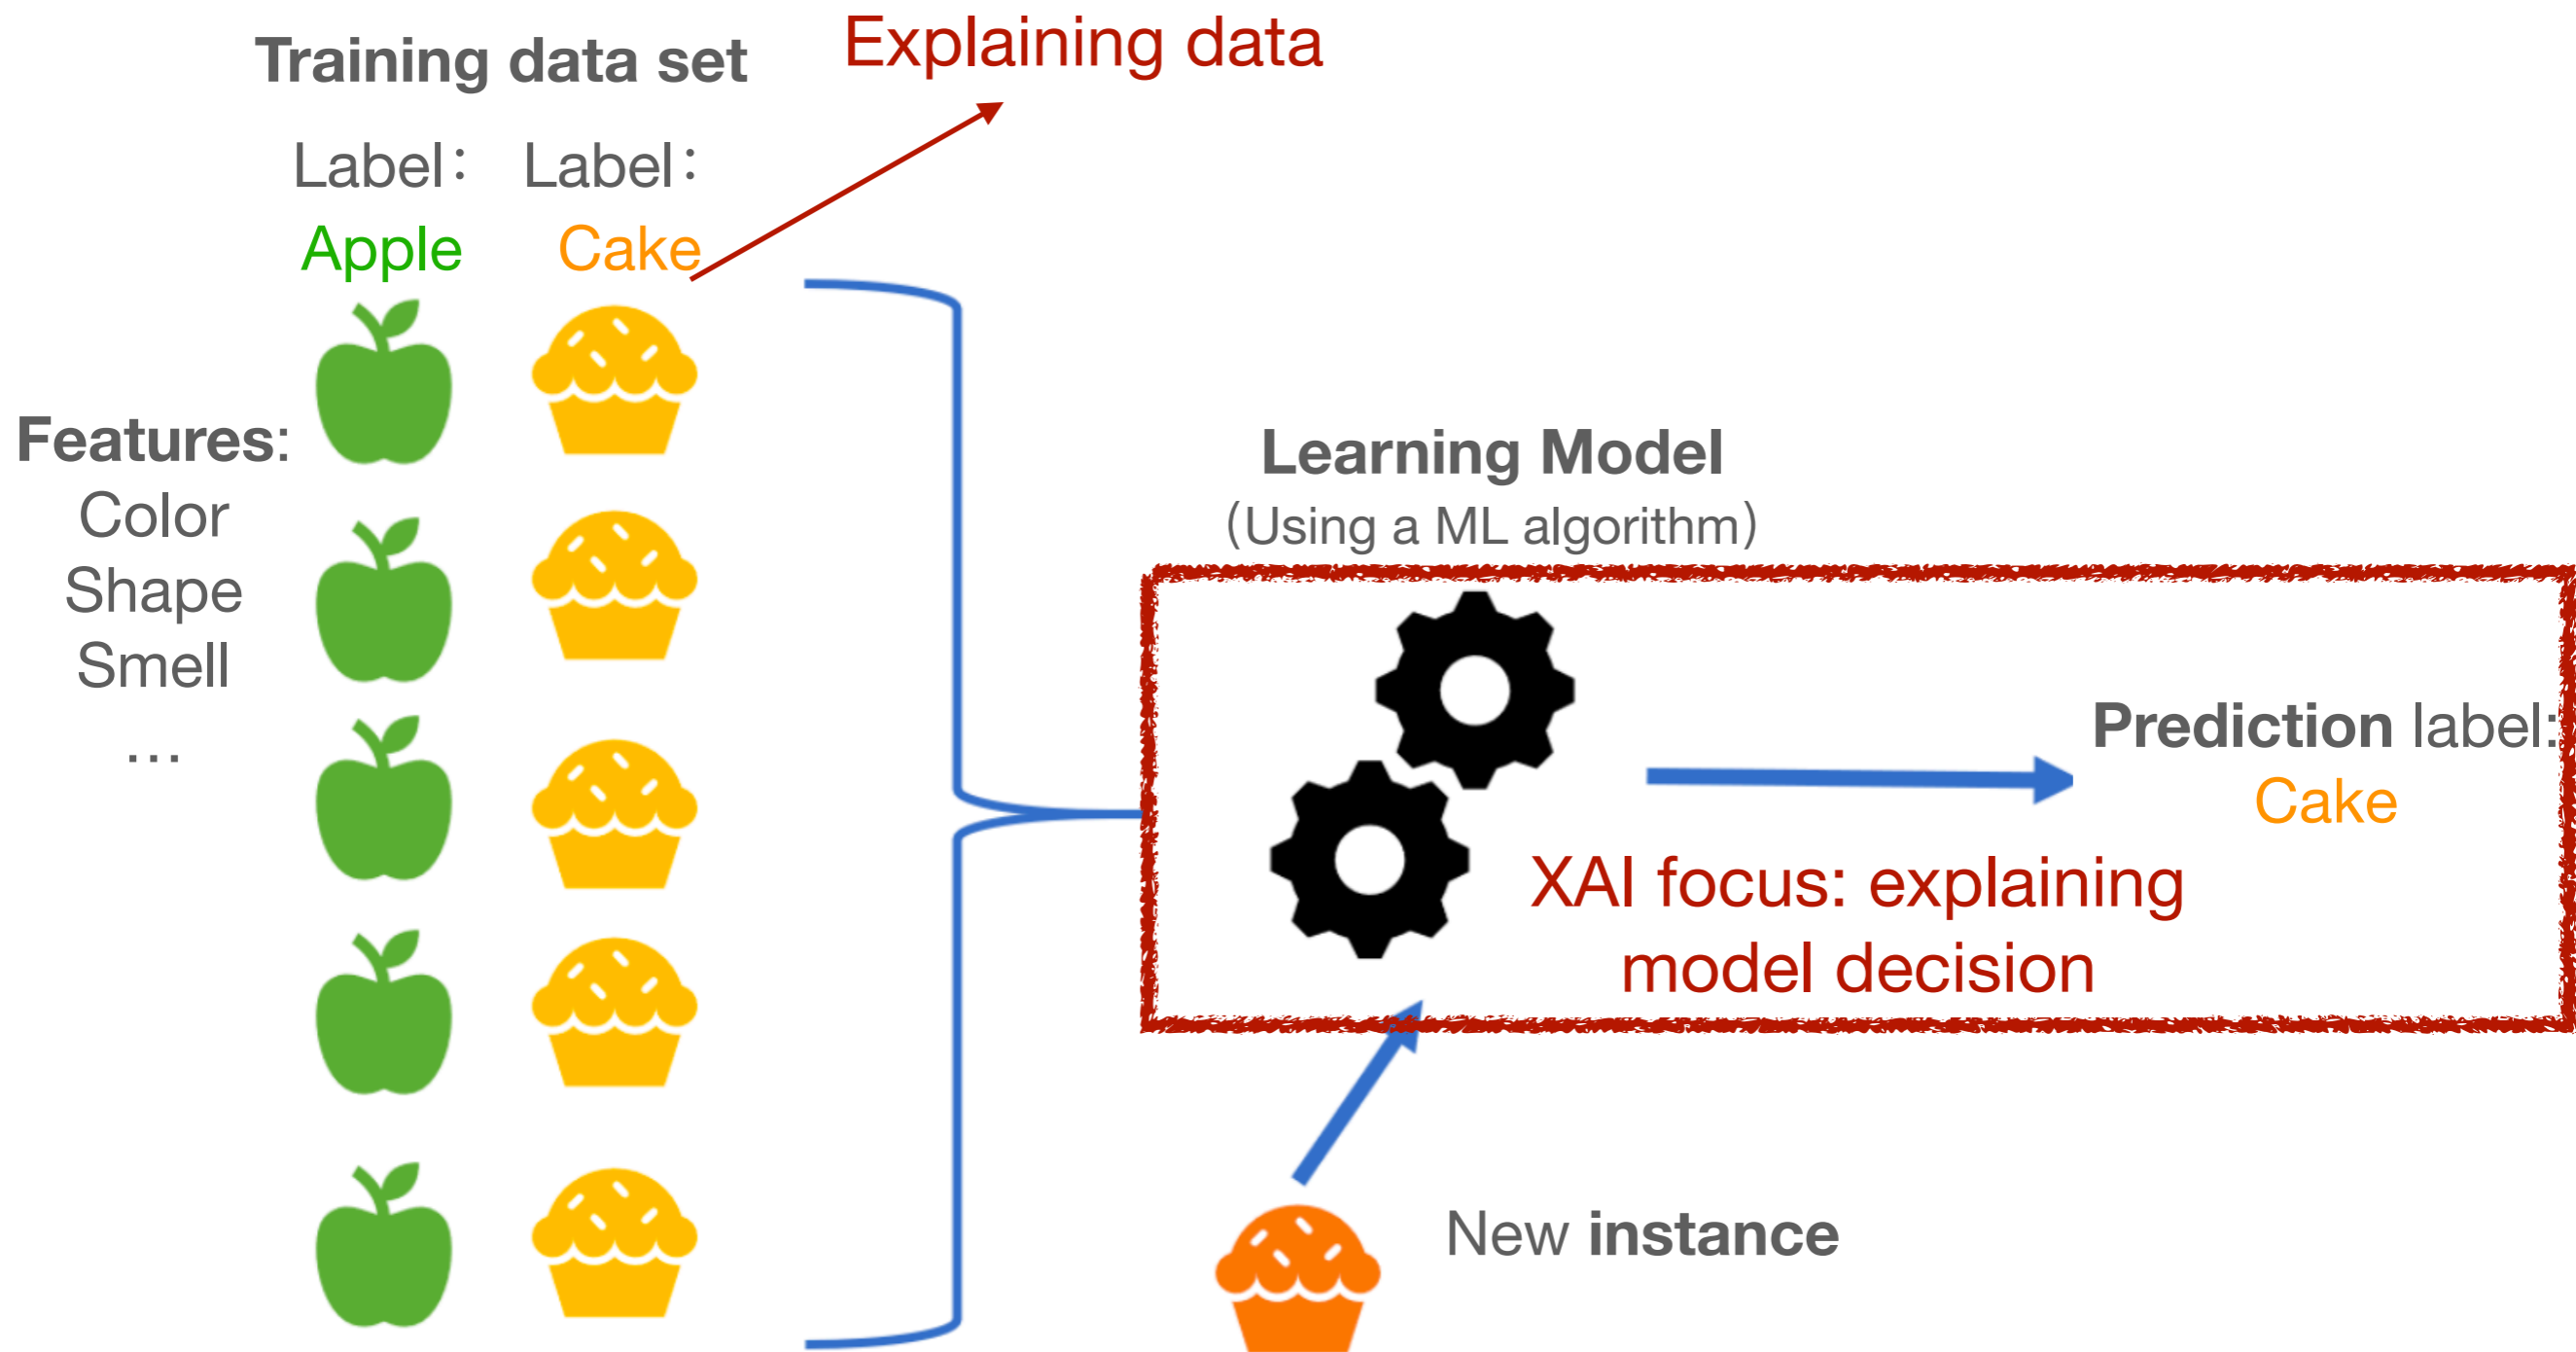 Training data set
Explaining data
Label: Label:
Apple Cake
Features:
Color
Shape
Smell
...
Learning Model
(Using a ML algorithm)
Prediction label:
Cake
XAI focus: explaining
model decision
New instance